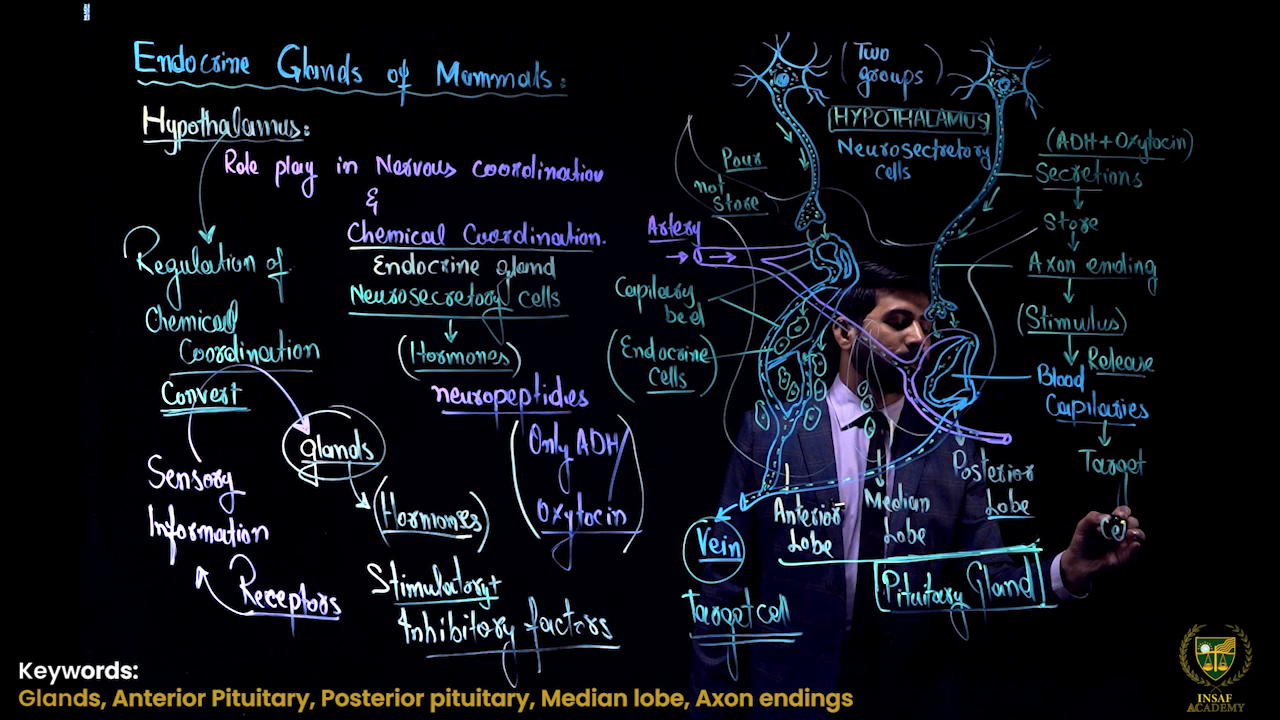 Endocrine Glands of Mammals:
Hypothalamus:
Role play in Nervous coordination
&
Chemical Coordination.
Endocrine gland
Neurosecretory cells
(Hormones)
neuropeptides
(Only ADH/
Oxytocin)
Regulation of
Chemical
Coordination
Convert
Glands
Sensory
Information
Receptors
(Hormones)
Stimulatory+
Inhibitory factors
(Two
groups)
HYPOTHALAMUS
Neurosectretory
cells
Pour
not
Store
Artery
Capilary
bed
(Endocrine
Cells)
(ADH+Oxytocin)
Secretions
Store
Axon ending
(Stimulus)
Release
Blood
Capilaries
Target
Ce
Anterior
Lobe
Median
Lobe
Posterior
Lobe
Pituitary Gland
Vein
Target cell
Keywords:
Glands, Anterior Pituitary, Posterior pituitary, Median lobe, Axon endings
INSAF
ACADEMY